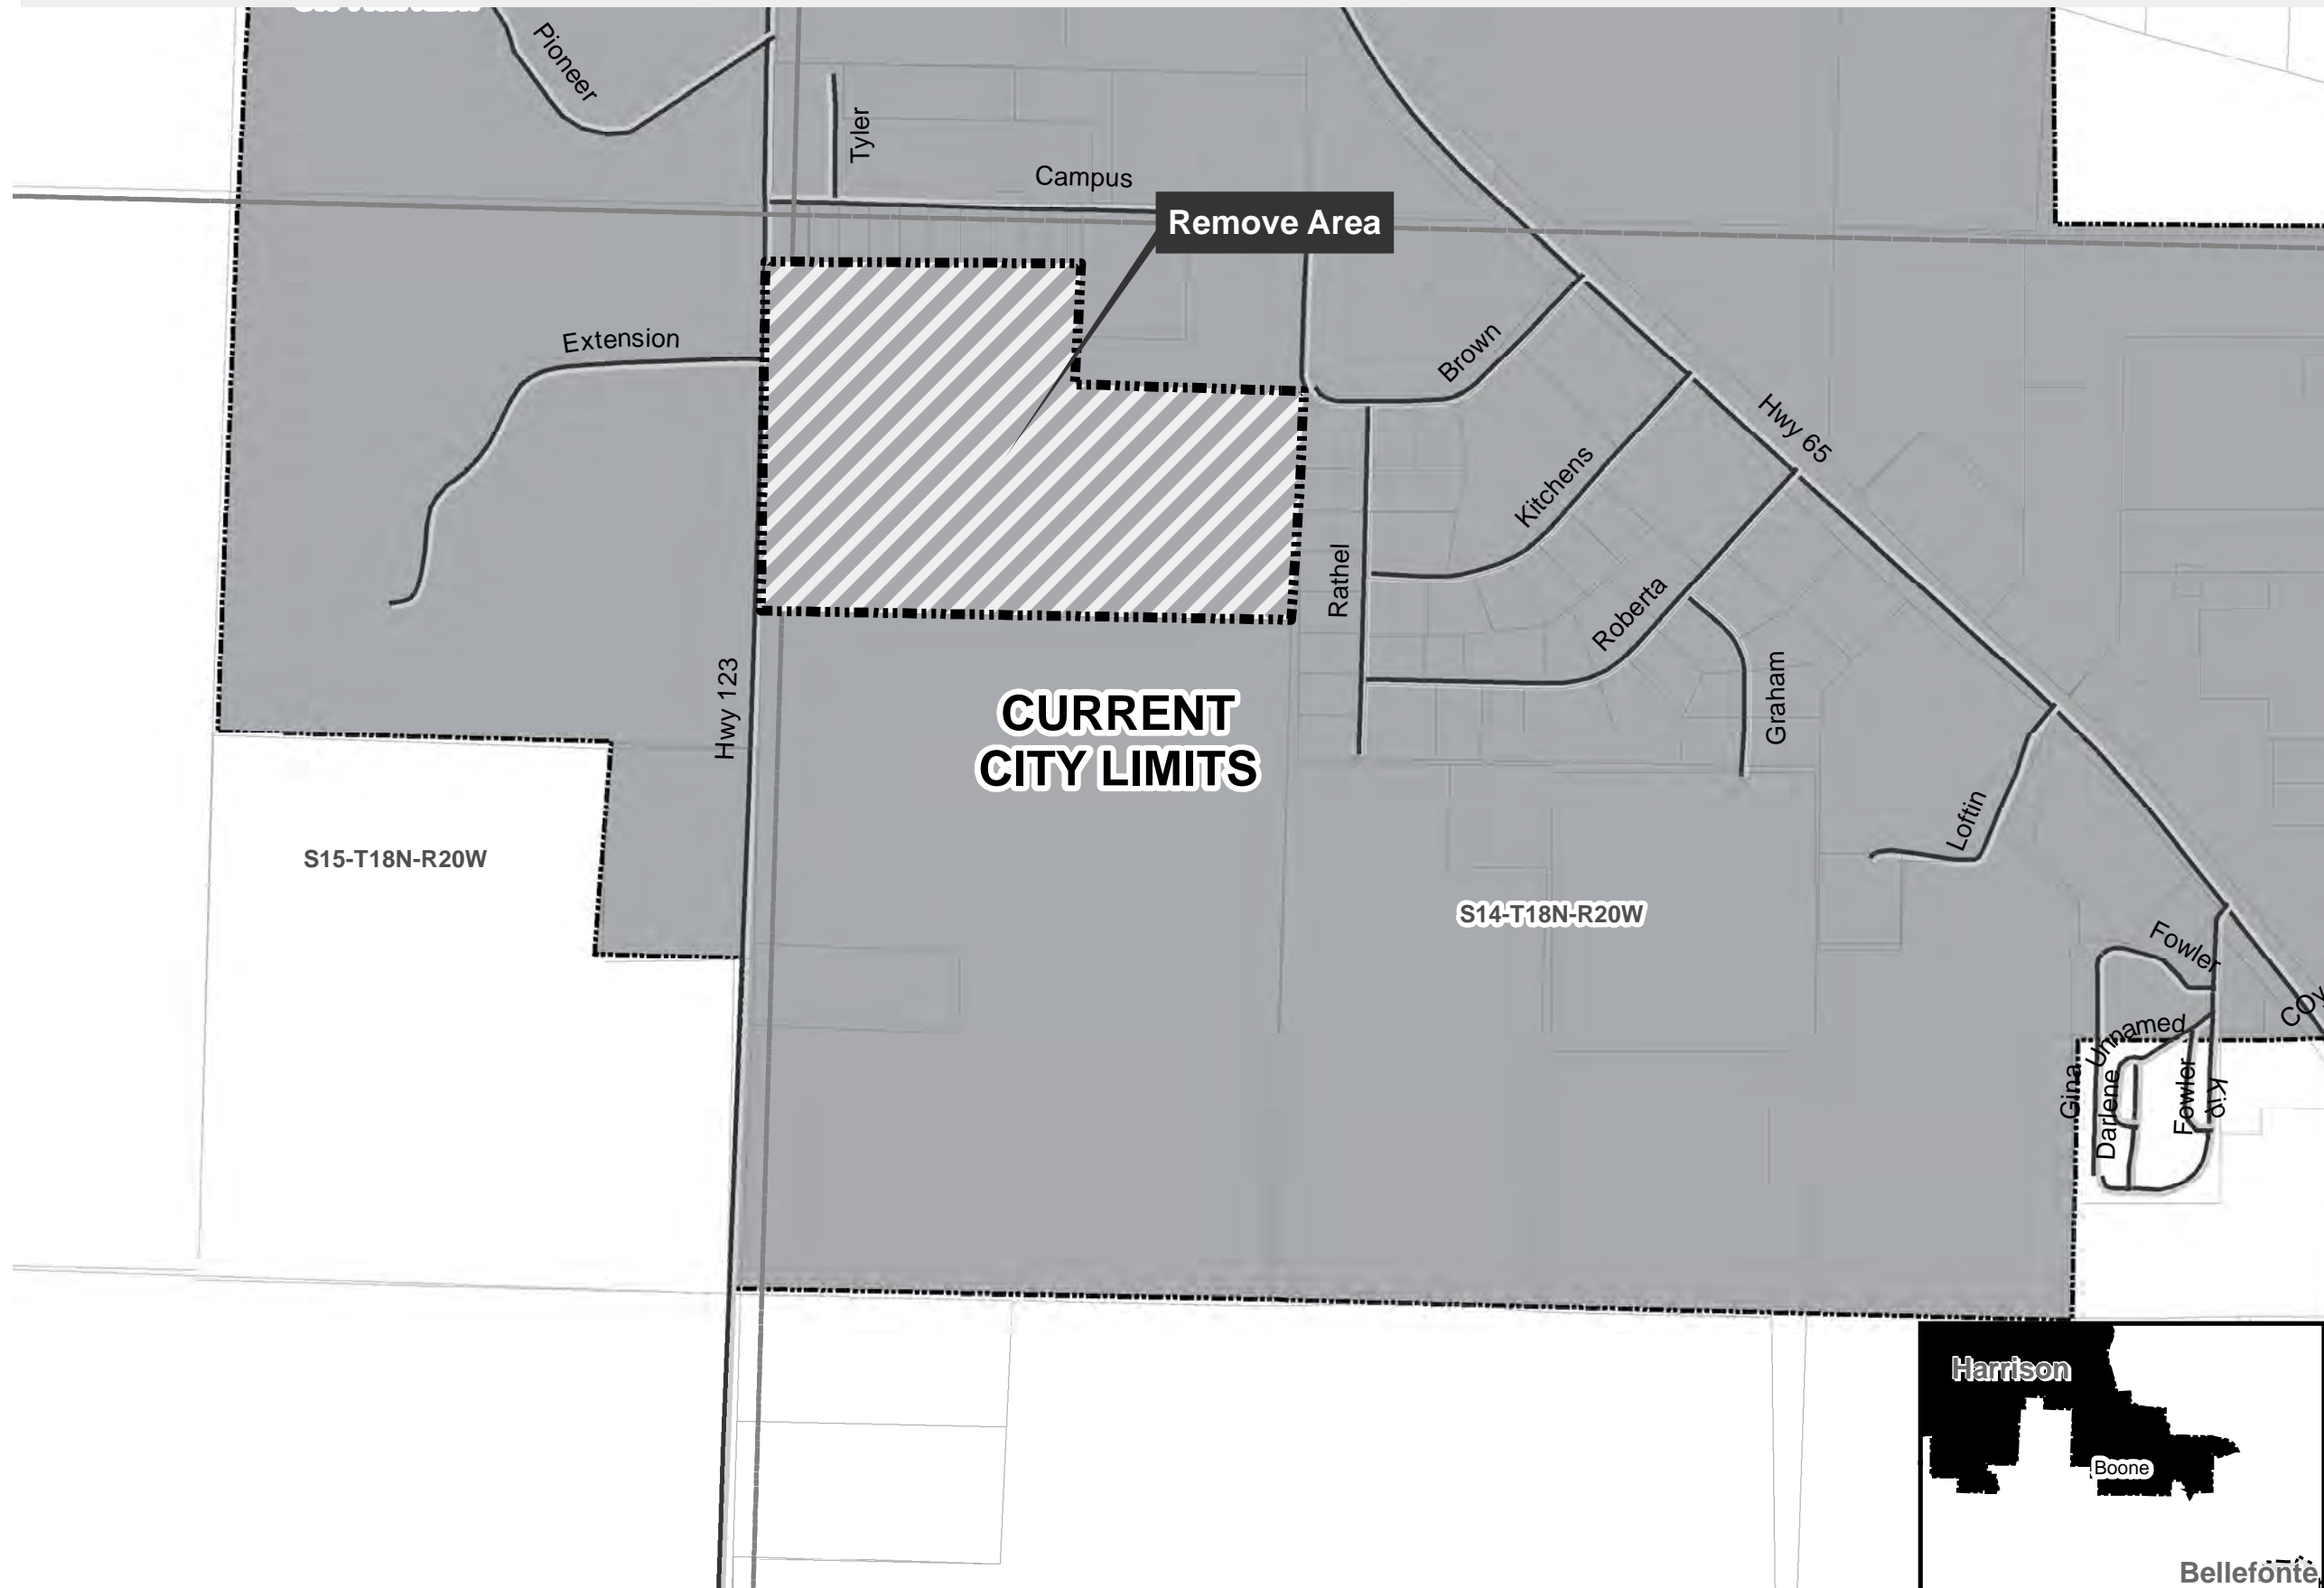 Pioneer
Tyler
Campus
Remove Area
Extension
Brown
Hwy 65
Kitchens
Rathel
Roberta
Graham
Hwy 123
CURRENT
CITY LIMITS
Loftin
S15-T18N-R20W
S14-T18N-R20W
Fowler
Unnamed
Gina
Darlene
Fowler
Kip
Harrison
Boone
Bellefonte